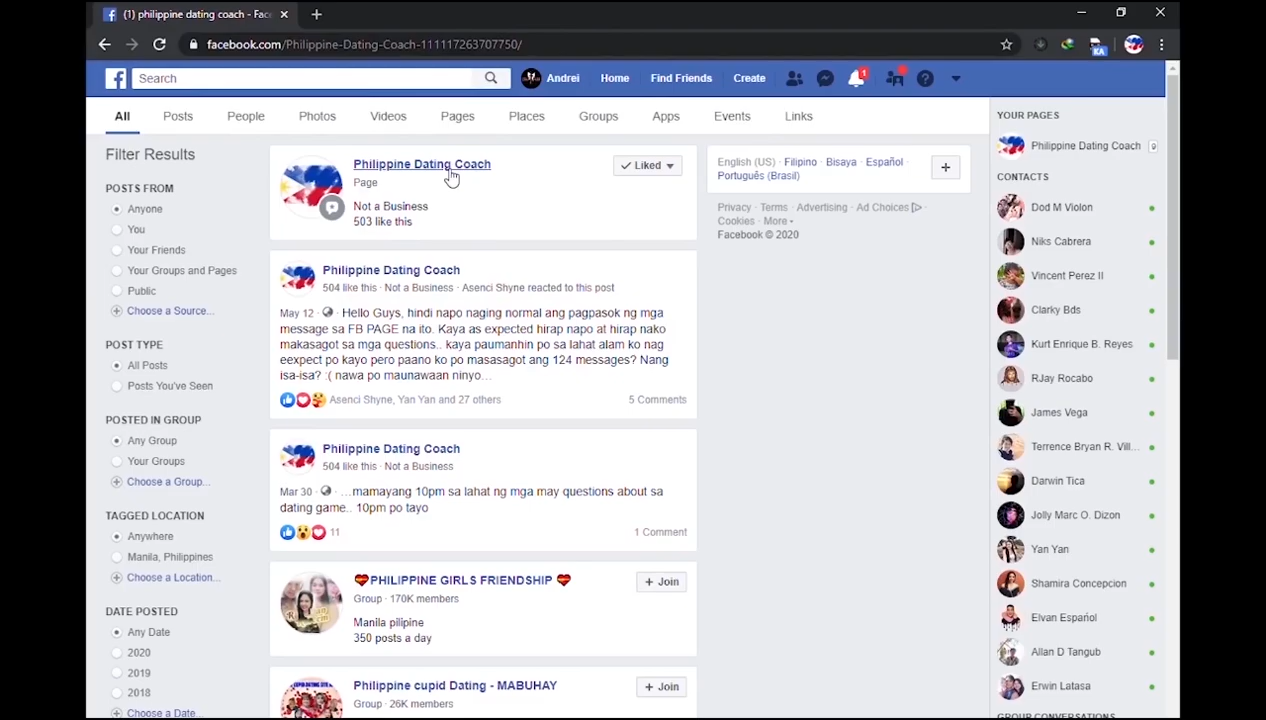 (1) philippine dating coach - Fac
facebook.com/Philippine-Dating-Coach-111117263707750/
KA
Search
Andrei
Home
Find Friends
Create
1
All
Posts
People
Photos
Videos
Pages
Places
Groups
Apps
Events
Links
Filter Results
POSTS FROM
Anyone
You
Your Friends
Your Groups and Pages
Public
Choose a Source...
POST TYPE
All Posts
Posts You've Seen
POSTED IN GROUP
Any Group
Your Groups
Choose a Group...
TAGGED LOCATION
Anywhere
Manila, Philippines
Choose a Location...
DATE POSTED
Any Date
2020
2019
2018
Choose a Date...
Philippine Dating Coach
Page
Not a Business
503 like this
Liked
Philippine Dating Coach
504 like this · Not a Business · Asenci Shyne reacted to this post
May 12 · Hello Guys, hindi napo naging normal ang pagpasok ng mga
message sa FB PAGE na ito. Kaya as expected hirap napo at hirap nako
makasagot sa mga questions.. kaya paumanhin po sa lahat alam ko nag
eexpect po kayo pero paano ko po masasagot ang 124 messages? Nang
isa-isa? :( nawa po maunawaan ninyo...
Asenci Shyne, Yan Yan and 27 others
5 Comments
Philippine Dating Coach
504 like this · Not a Business
Mar 30 · ...mamayang 10pm sa lahat ng mga may questions about sa
dating game.. 10pm po tayo
11
1 Comment
PHILIPPINE GIRLS FRIENDSHIP
Group · 170K members
Manila pilipine
350 posts a day
+ Join
Philippine cupid Dating - MABUHAY
Group · 26K members
+ Join
English (US) · Filipino · Bisaya · Español ·
Português (Brasil)
Privacy · Terms · Advertising · Ad Choices ·
Cookies · More
Facebook © 2020
YOUR PAGES
Philippine Dating Coach
CONTACTS
Dod M Violon
Niks Cabrera
Vincent Perez II
Clarky Bds
Kurt Enrique B. Reyes
RJay Rocabo
James Vega
Terrence Bryan R. Vill...
Darwin Tica
Jolly Marc O. Dizon
Yan Yan
Shamira Concepcion
Elvan Español
Allan D Tangub
Erwin Latasa
GROUP CONVERSATIONS